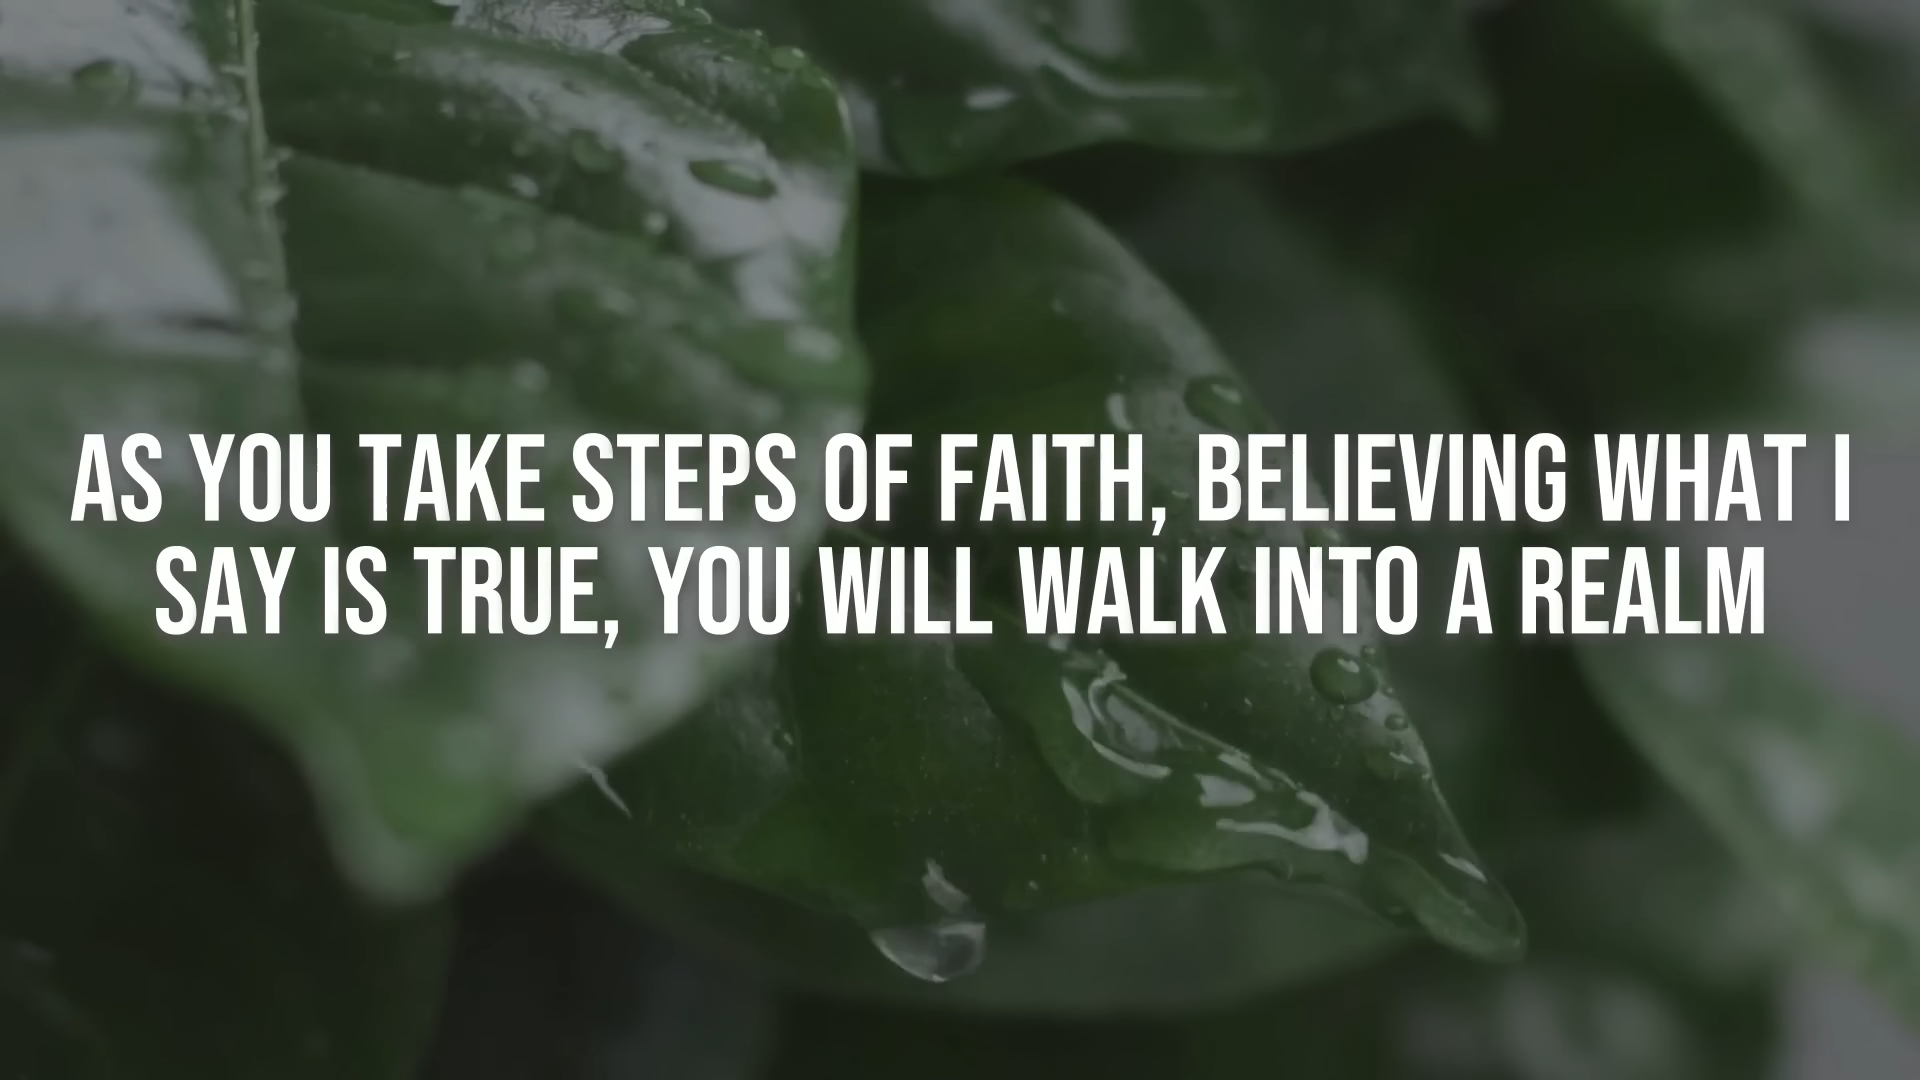 AS YOU TAKE STEPS OF FAITH, BELIEVING WHAT I
SAY IS TRUE, YOU WILL WALK INTO A REALM